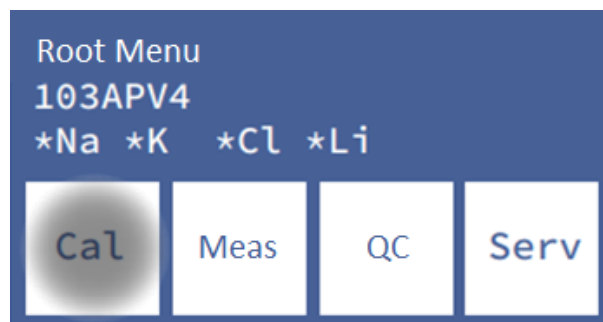 Root Menu
103APV4
*Na *K *Cl *Li
Cal Meas QC Serv